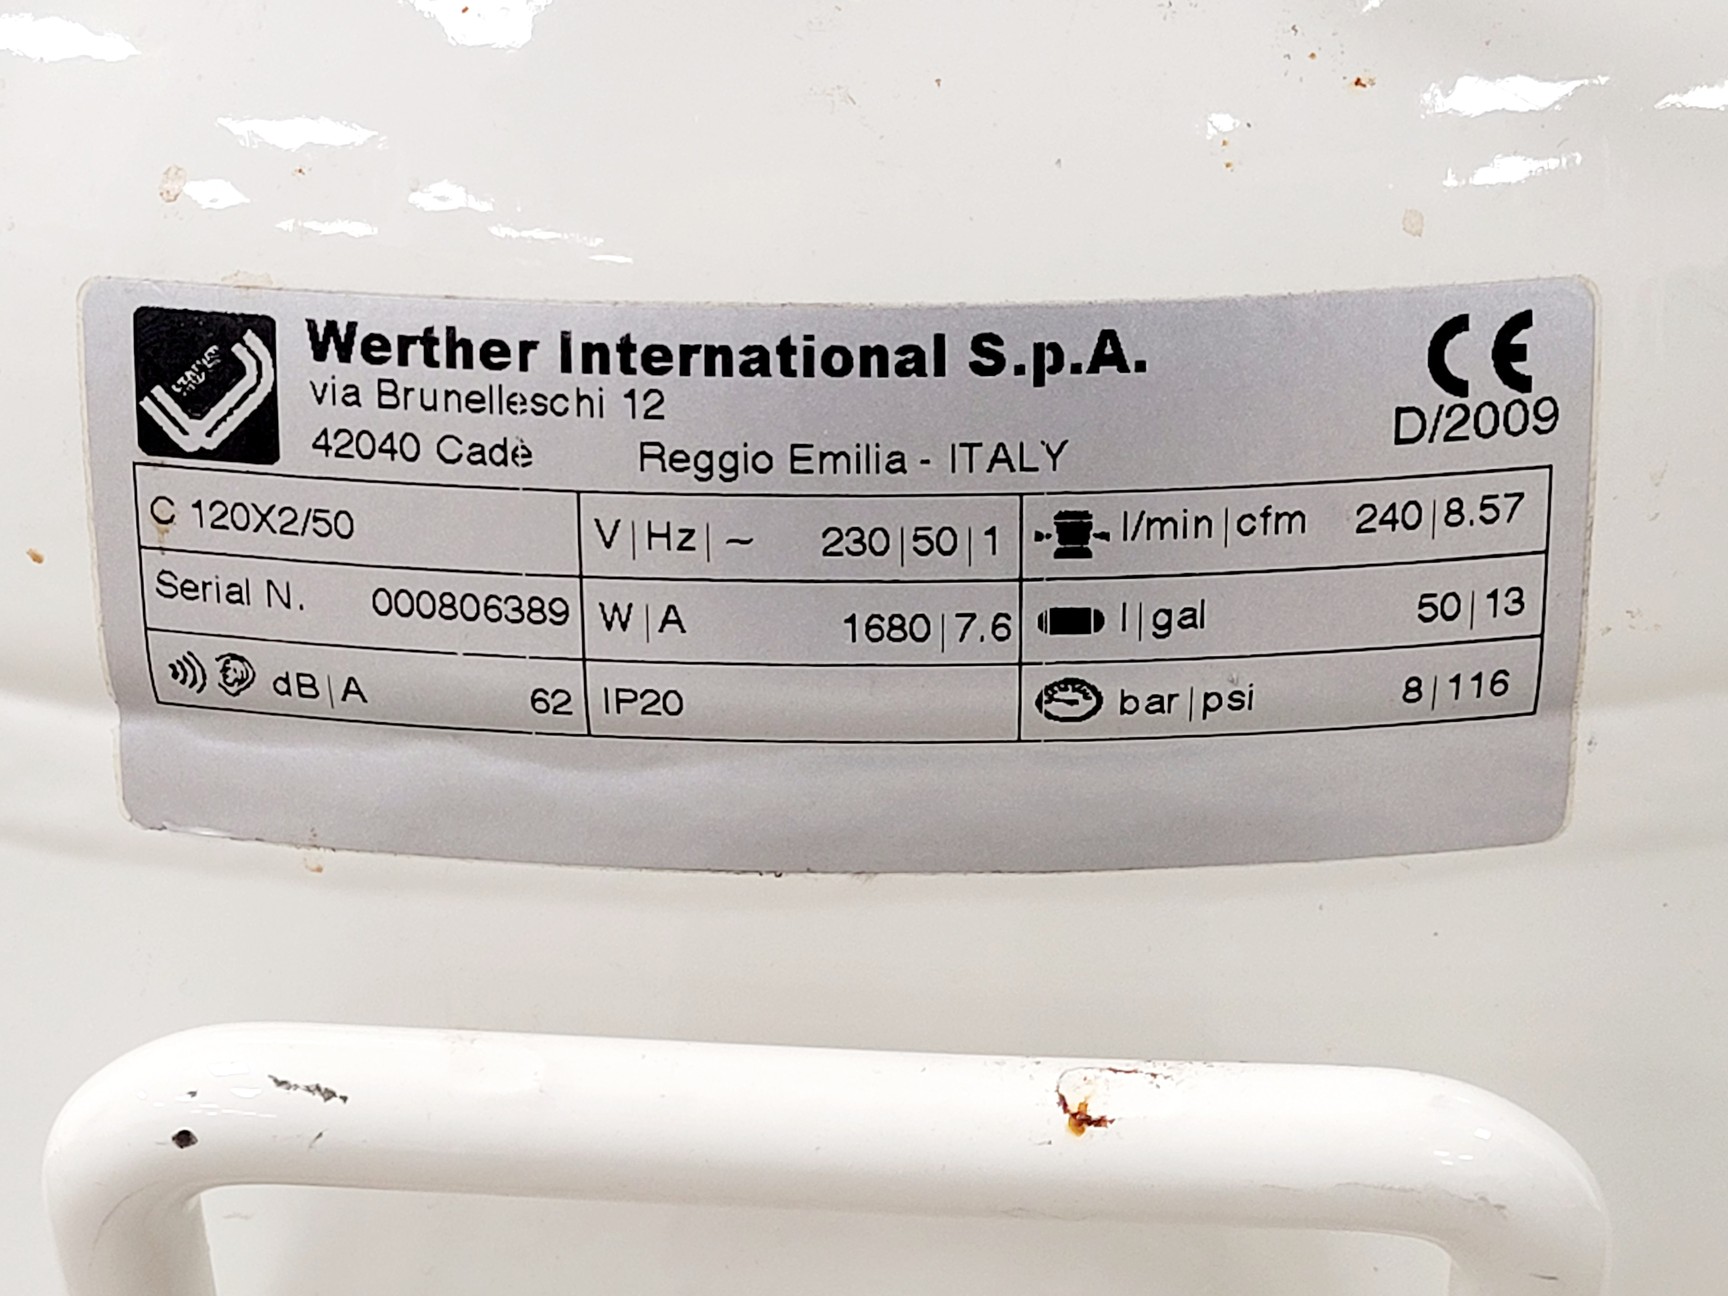 Werther International S.p.A.
via Brunelleschi 12
42040 Cadè Reggio Emilia - ITALY
CE
D/2009
C 120X2/50
V|Hz|~ 230|50|1
l/min|cfm 240|8.57
Serial N. 000806389
W|A 1680|7.6
l|gal 50|13
dB|A 62
IP20
bar|psi 8|116